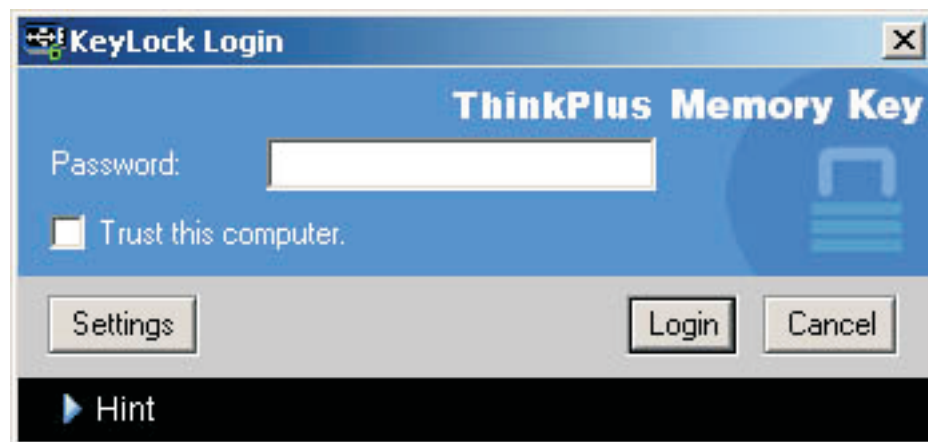 KeyLock Login
ThinkPlus Memory Key
Password:
Trust this computer.
Settings Login Cancel
Hint